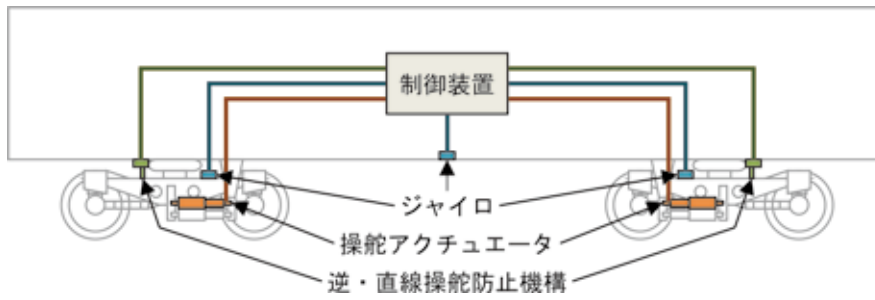 制御装置
ジャイロ
操舵アクチュエータ
逆・直線操舵防止機構